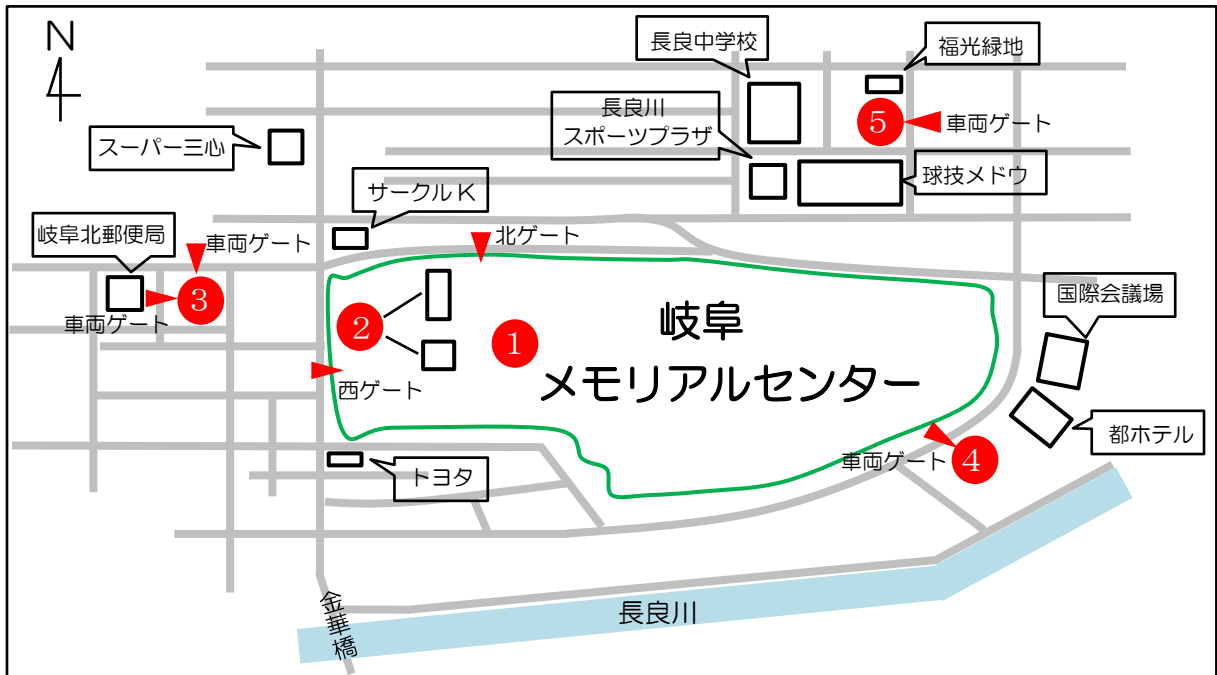 N
長良中学校
福光緑地
長良川
スポーツプラザ
5
車両ゲート
スーパー三心
球技メドウ
サークルK
岐阜北郵便局
車両ゲート
北ゲート
3
車両ゲート
2
1
岐阜
メモリアルセンター
西ゲート
国際会議場
都ホテル
車両ゲート
4
トヨタ
金華橋
長良川